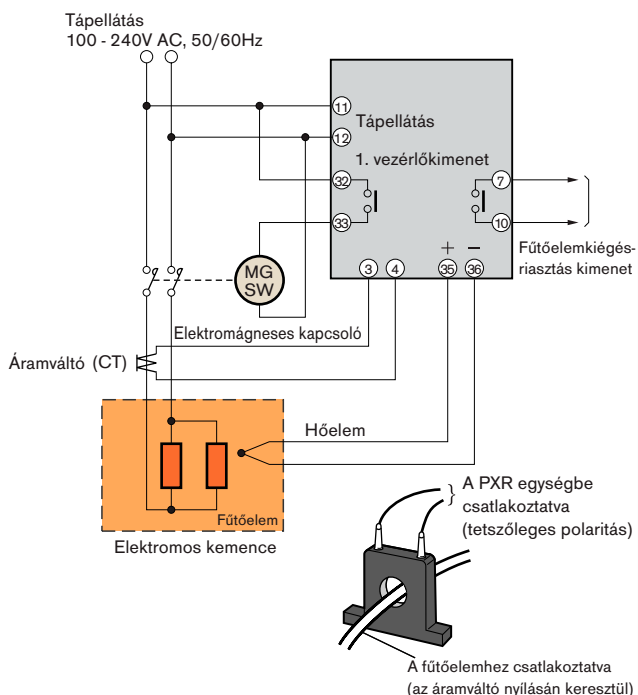 Tápellátás
100 - 240V AC, 50/60Hz
11
Tápellátás
12
1. vezérlőkimenet
32
7
33
10
Fűtőelemkiégés-
riasztás kimenet
+ −
3 4 35 36
MG
SW
Elektromágneses kapcsoló
Áramváltó (CT)
Hőelem
Fűtőelem
Elektromos kemence
A PXR egységbe
csatlakoztatva
(tetszőleges polaritás)
A fűtőelemhez csatlakoztatva
(az áramváltó nyílásán keresztül)